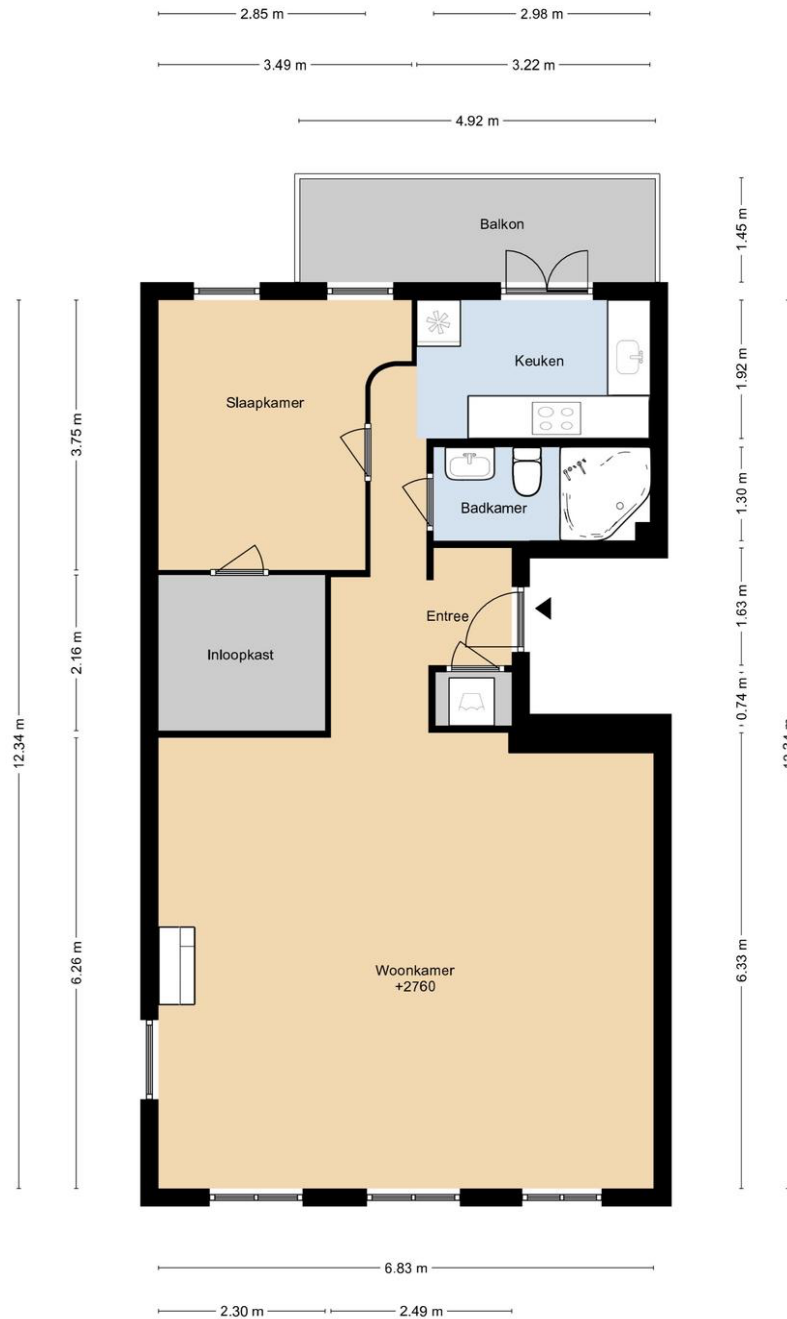 2.85 m
2.98 m
3.49 m
3.22 m
4.92 m
Balkon
1.45 m
Keuken
1.92 m
Slaapkamer
3.75 m
Badkamer
1.30 m
Entree
1.63 m
Inloopkast
2.16 m
0.74 m
12.34 m
Woonkamer
+2760
6.26 m
6.33 m
6.83 m
2.30 m
2.49 m